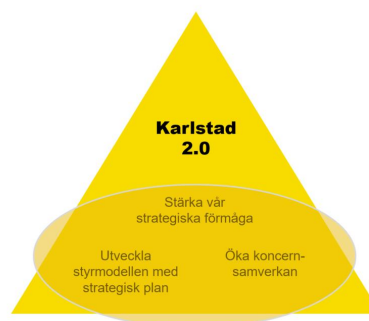 Karlstad
2.0
Stärka vår
strategiska förmåga
Utveckla
styrmodellen med
strategisk plan
Öka koncern-
samverkan